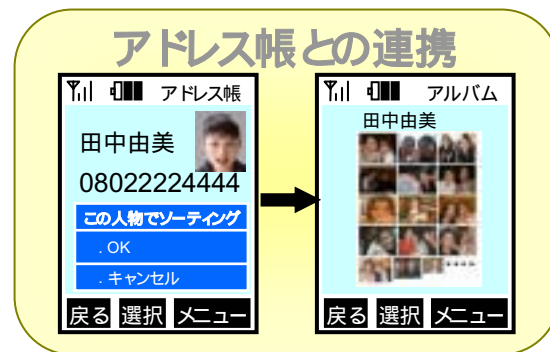 アドレス帳との連携
アドレス帳
田中由美
08022224444
この人物でソーティング
. OK
. キャンセル
戻る 選択 メニュー
アルバム
田中由美
戻る 選択 メニュー